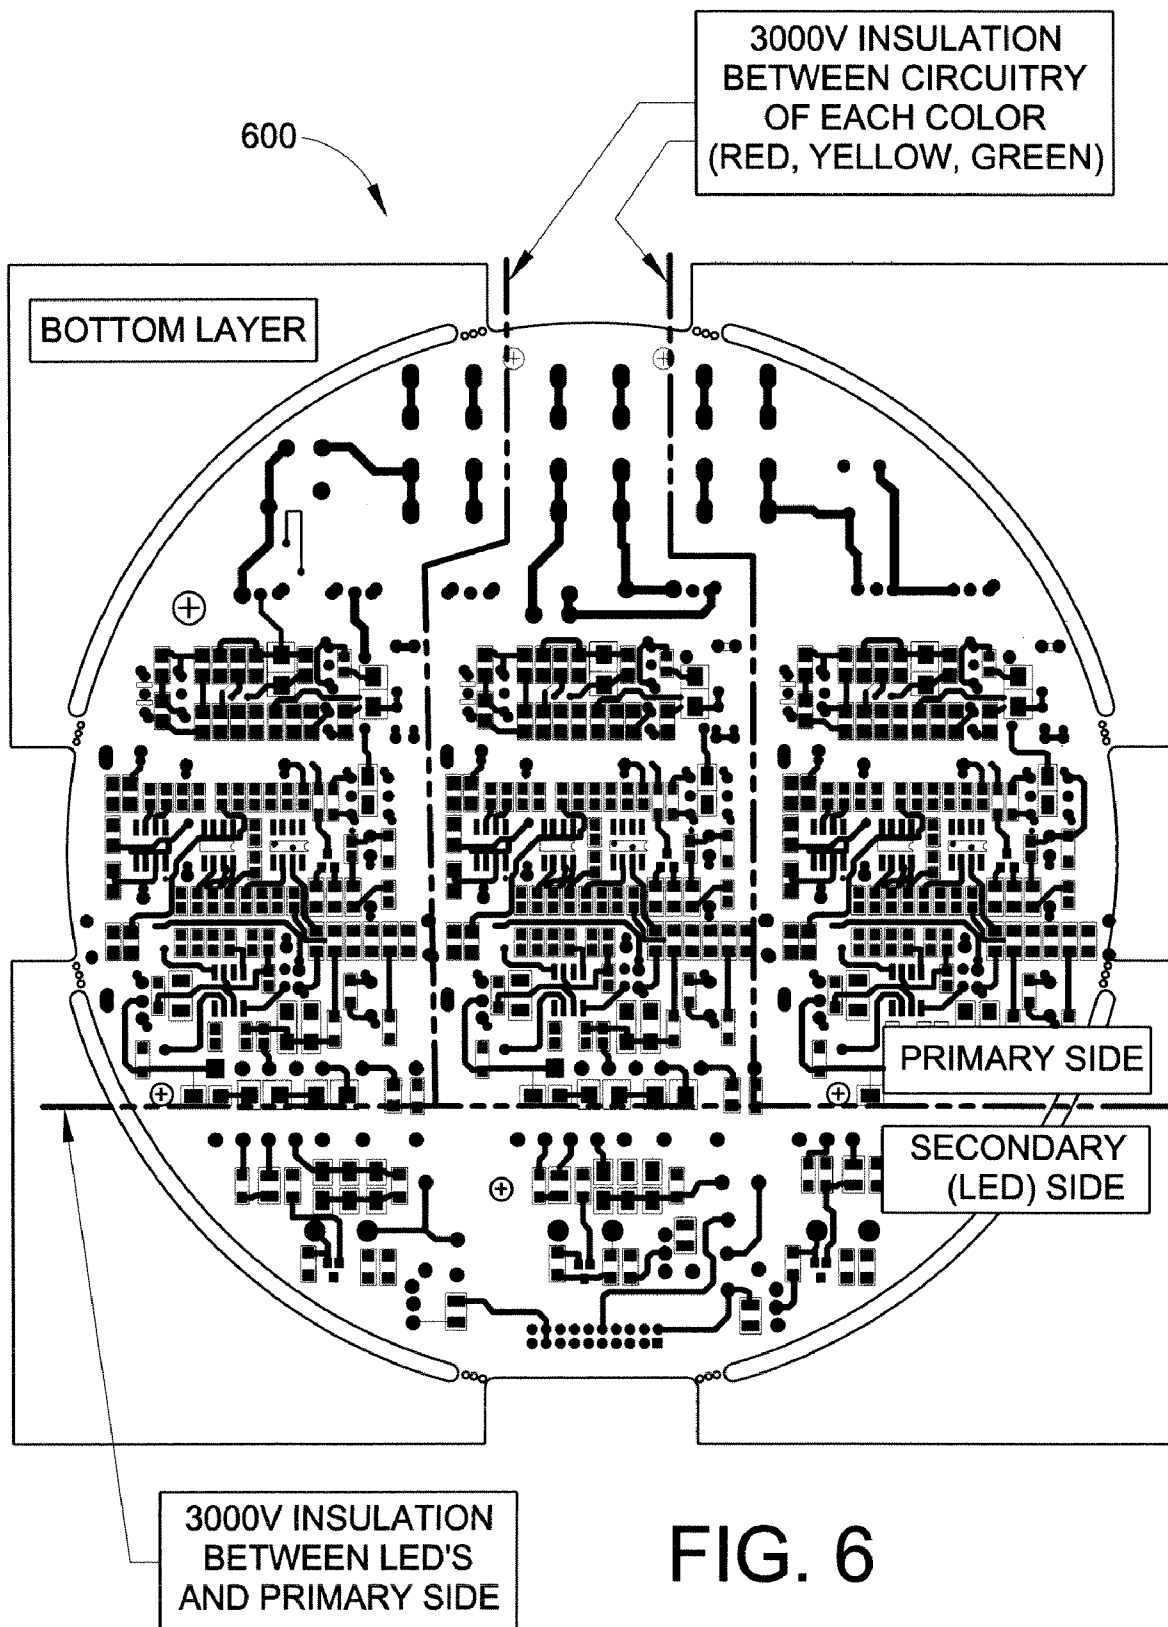 3000V INSULATION
BETWEEN CIRCUITRY
OF EACH COLOR
(RED, YELLOW, GREEN)
600
BOTTOM LAYER
PRIMARY SIDE
SECONDARY
(LED) SIDE
3000V INSULATION
BETWEEN LED'S
AND PRIMARY SIDE
FIG. 6